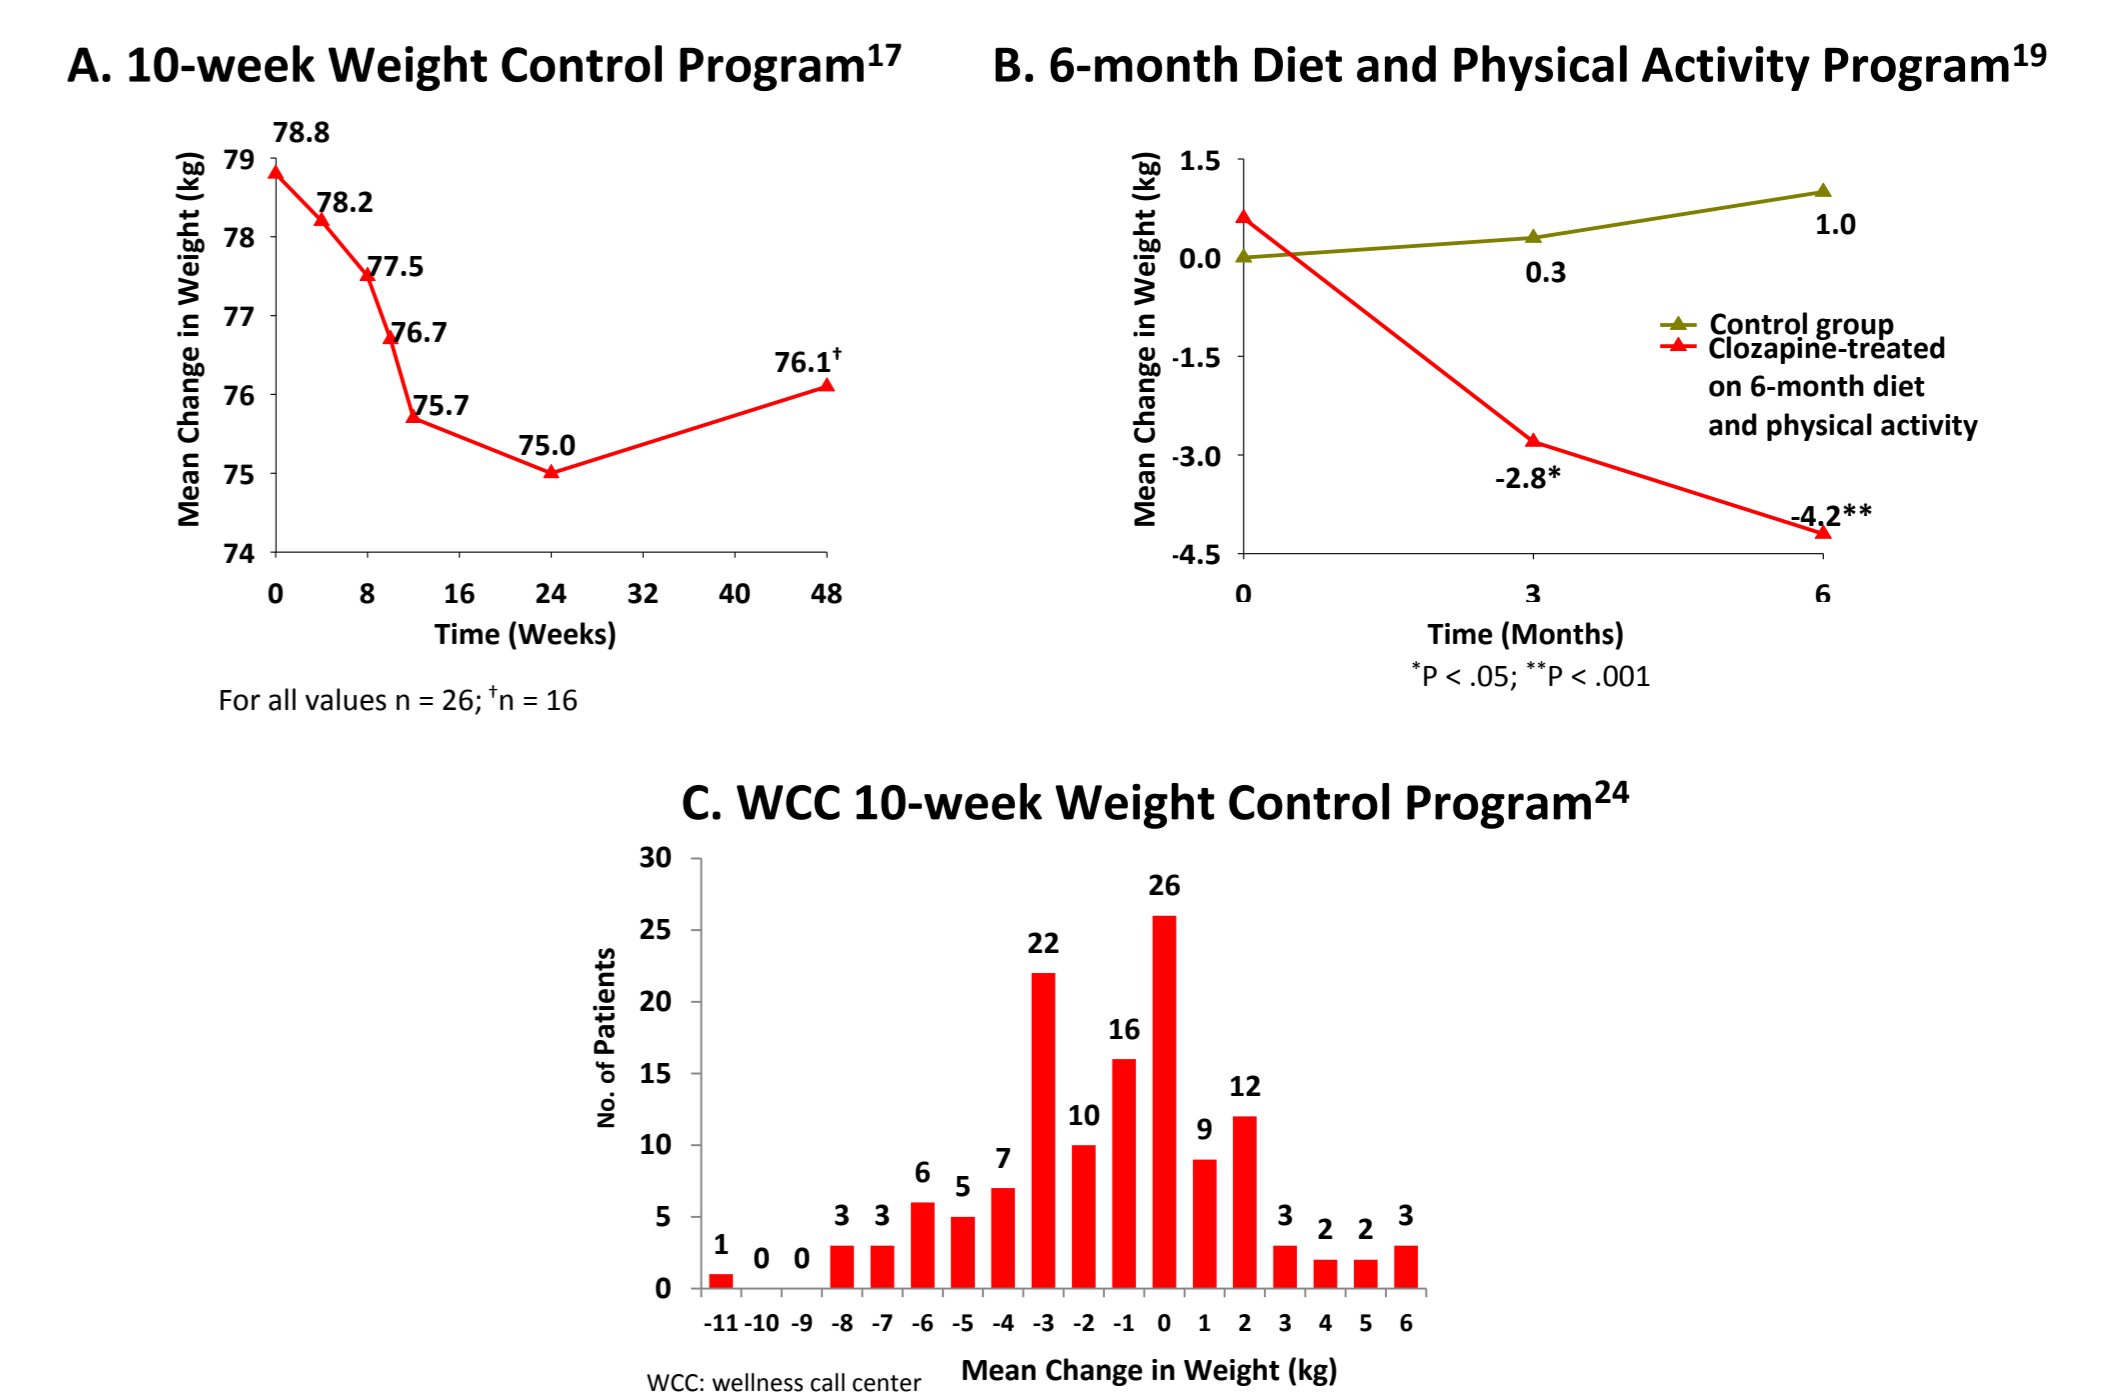 A. 10-week Weight Control Program17
B. 6-month Diet and Physical Activity Program19
Mean Change in Weight (kg)
79
78
77
76
75
74
78.8
78.2
77.5
76.7
75.7
75.0
76.1†
0 8 16 24 32 40 48
Time (Weeks)
For all values n = 26; †n = 16
Mean Change in Weight (kg)
1.5
0.0
-1.5
-3.0
-4.5
1.0
0.3
Control group
Clozapine-treated
on 6-month diet
and physical activity
-2.8*
-4.2**
0 3 6
Time (Months)
*P < .05; **P < .001
C. WCC 10-week Weight Control Program24
No. of Patients
30
25
20
15
10
5
0
1 0 0 3 3 6 5 7 22 10 16 26 9 12 3 2 2 3
-11 -10 -9 -8 -7 -6 -5 -4 -3 -2 -1 0 1 2 3 4 5 6
Mean Change in Weight (kg)
WCC: wellness call center